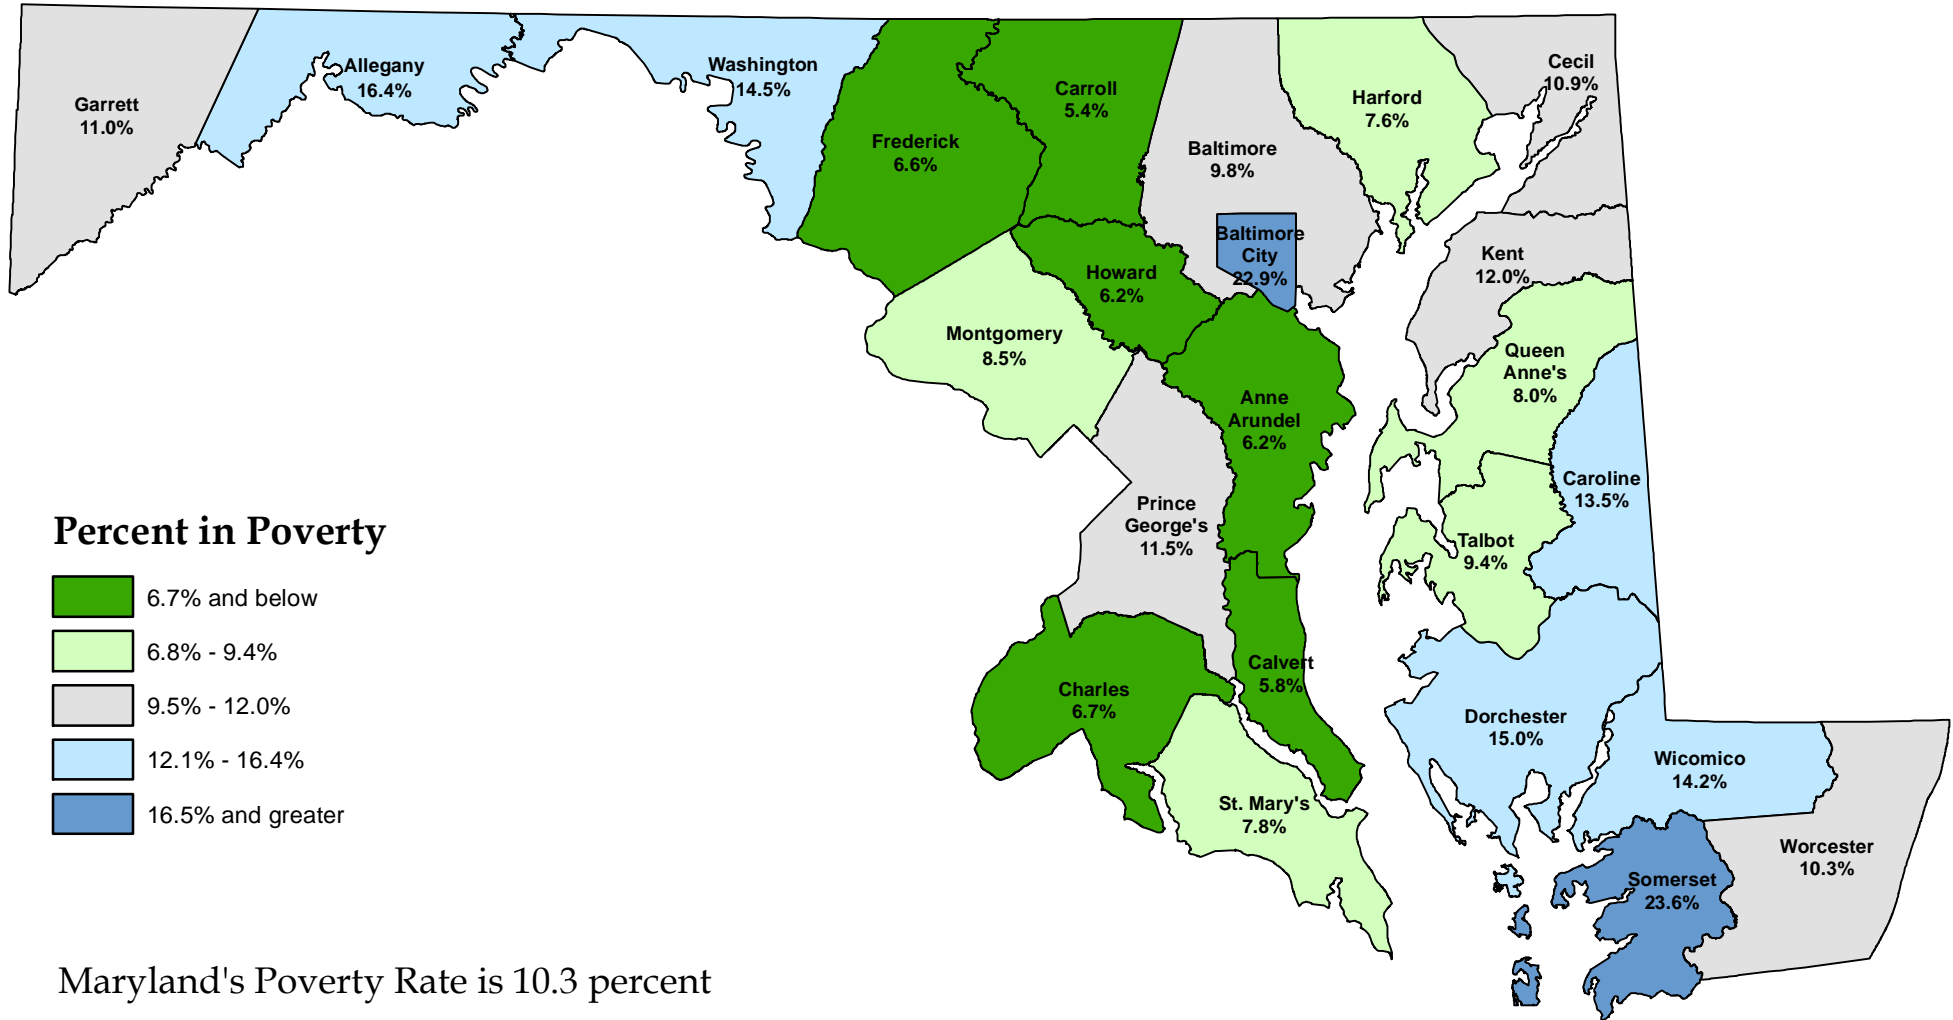 Garrett
11.0%
Allegany
16.4%
Washington
14.5%
Frederick
6.6%
Carroll
5.4%
Baltimore
9.8%
Baltimore
City
22.9%
Harford
7.6%
Cecil
10.9%
Kent
12.0%
Howard
6.2%
Montgomery
8.5%
Queen
Anne's
8.0%
Anne
Arundel
6.2%
Caroline
13.5%
Prince
George's
11.5%
Talbot
9.4%
Calvert
5.8%
Charles
6.7%
Dorchester
15.0%
Wicomico
14.2%
St. Mary's
7.8%
Worcester
10.3%
Somerset
23.6%
Percent in Poverty
6.7% and below
6.8% - 9.4%
9.5% - 12.0%
12.1% - 16.4%
16.5% and greater
Maryland's Poverty Rate is 10.3 percent